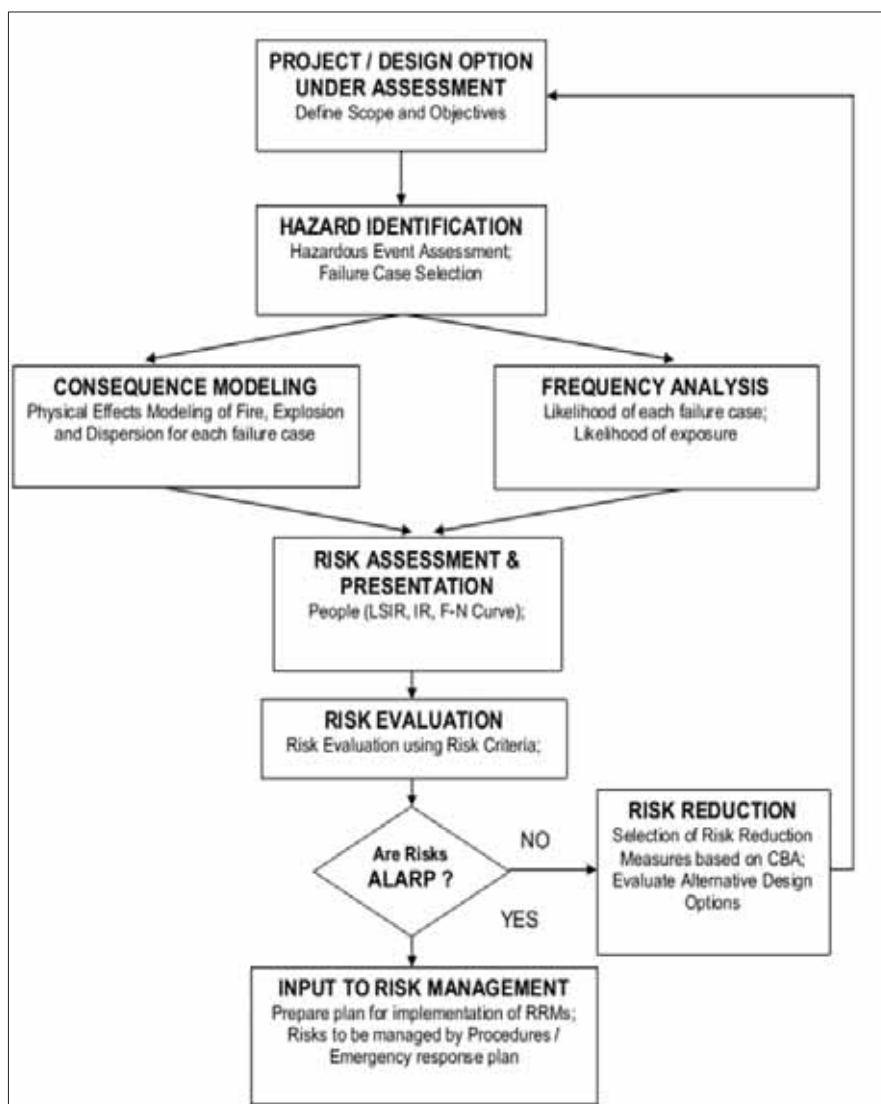 PROJECT / DESIGN OPTION
UNDER ASSESSMENT
Define Scope and Objectives
HAZARD IDENTIFICATION
Hazardous Event Assessment;
Failure Case Selection
CONSEQUENCE MODELING
Physical Effects Modeling of Fire, Explosion
and Dispersion for each failure case
FREQUENCY ANALYSIS
Likelihood of each failure case;
Likelihood of exposure
RISK ASSESSMENT &
PRESENTATION
People (LSIR, IR, F-N Curve);
RISK EVALUATION
Risk Evaluation using Risk Criteria;
Are Risks
ALARP ?
NO
YES
RISK REDUCTION
Selection of Risk Reduction
Measures based on CBA;
Evaluate Alternative Design
Options
INPUT TO RISK MANAGEMENT
Prepare plan for implementation of RRMs;
Risks to be managed by Procedures /
Emergency response plan